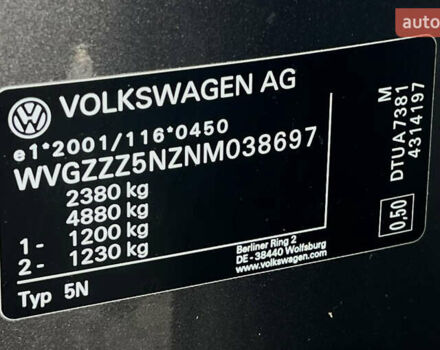 auto
VOLKSWAGEN AG
e1*2001/116*0450
WVGZZZ5NZNM038697
2380 kg
4880 kg
1- 1200 kg
2- 1230 kg
Typ 5N
Berliner Ring 2
DE - 38440 Wolfsburg
www.volkswagen.com
0,50
DTUA7381 M
4314197